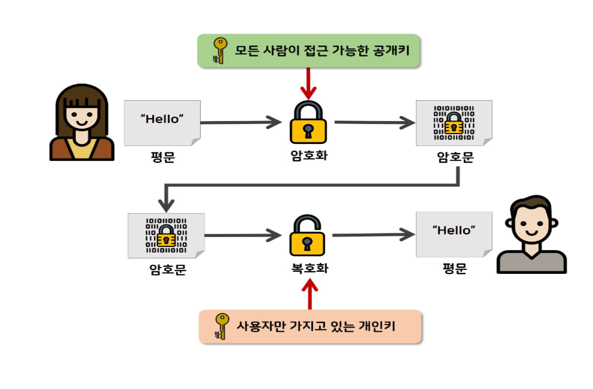 모든 사람이 접근 가능한 공개키
“Hello”
평문
암호화
암호문
암호문
복호화
“Hello”
평문
사용자만 가지고 있는 개인키